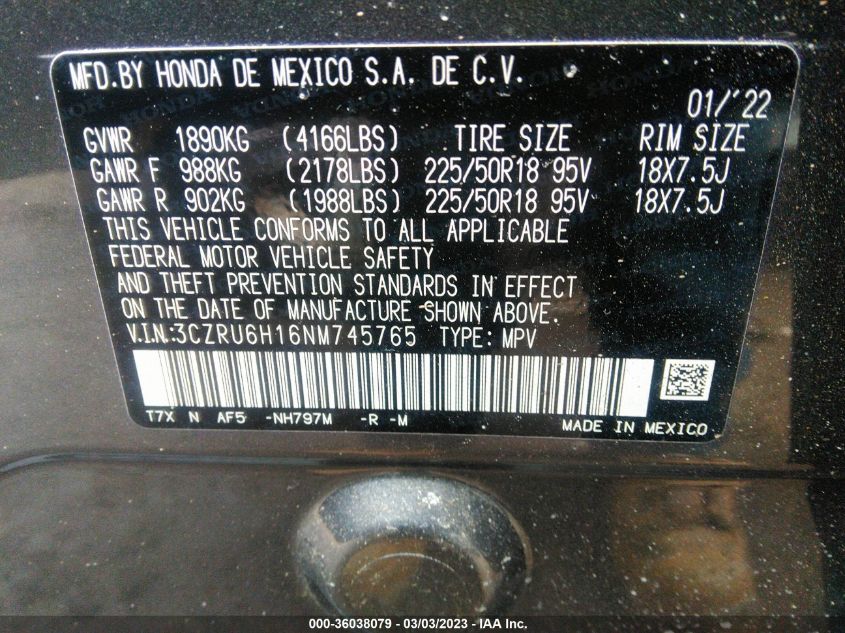 MFD.BY HONDA DE MEXICO S.A. DE C.V.
01/'22
GVWR 1890KG (4166LBS) TIRE SIZE RIM SIZE
GAWR F 988KG (2178LBS) 225/50R18 95V 18X7.5J
GAWR R 902KG (1988LBS) 225/50R18 95V 18X7.5J
THIS VEHICLE CONFORMS TO ALL APPLICABLE
FEDERAL MOTOR VEHICLE SAFETY
AND THEFT PREVENTION STANDARDS IN EFFECT
ON THE DATE OF MANUFACTURE SHOWN ABOVE.
V.I.N:3CZRU6H16NM745765 TYPE: MPV
T7X N AF5 -NH797M -R -M
MADE IN MEXICO
000-36038079 - 03/03/2023 - IAA Inc.